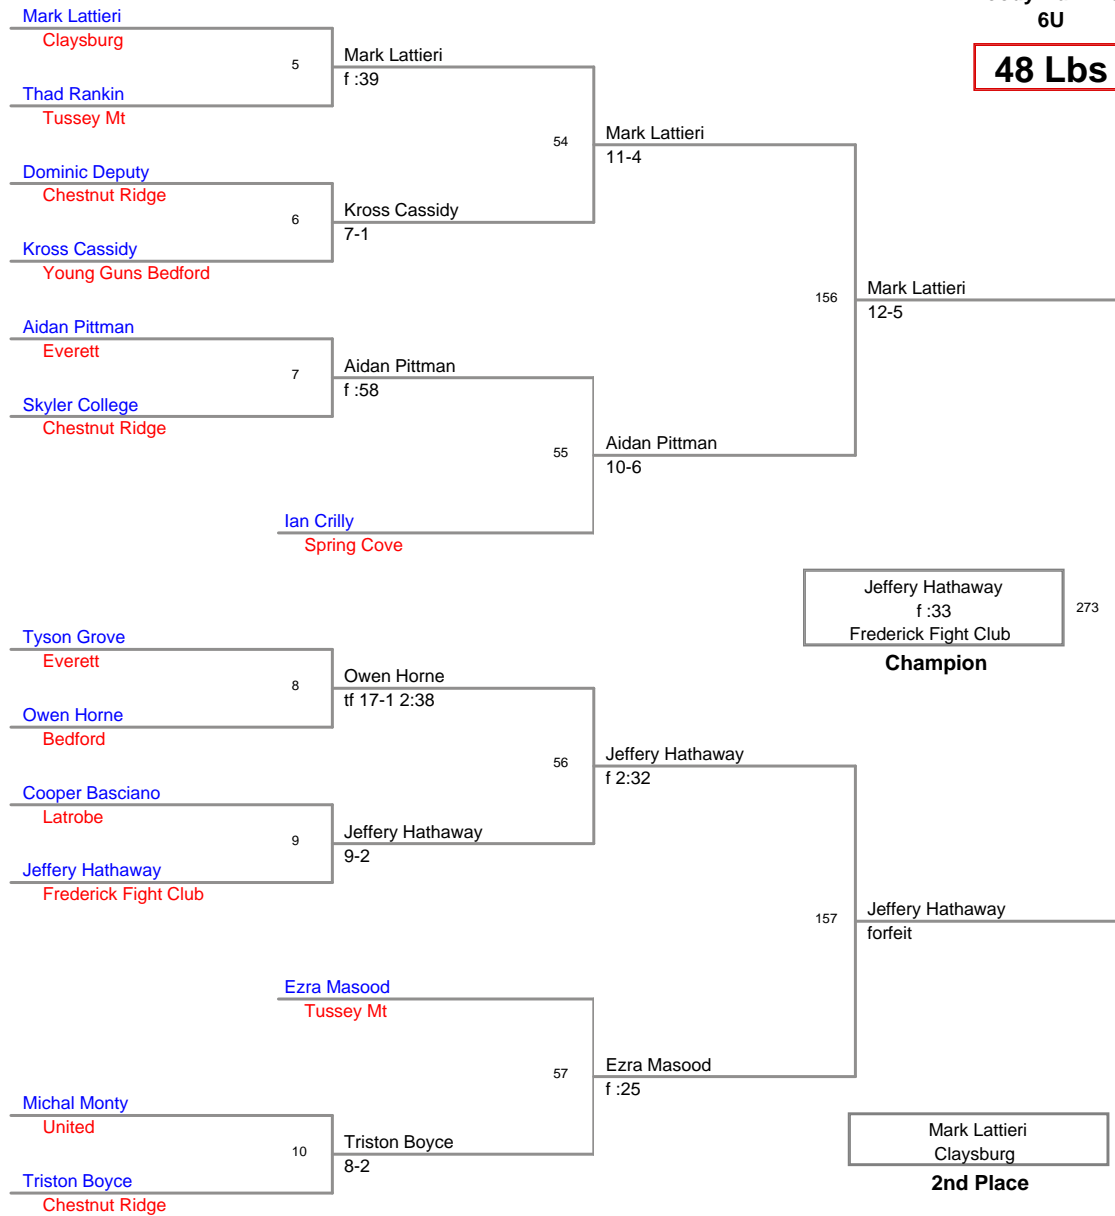 6U
48 Lbs
Mark Lattieri
Claysburg
5
Mark Lattieri
f :39
Thad Rankin
Tussey Mt
54
Mark Lattieri
11-4
Dominic Deputy
Chestnut Ridge
6
Kross Cassidy
7-1
Kross Cassidy
Young Guns Bedford
156
Mark Lattieri
12-5
Aidan Pittman
Everett
7
Aidan Pittman
f :58
Skyler College
Chestnut Ridge
55
Aidan Pittman
10-6
Ian Crilly
Spring Cove
Jeffery Hathaway
f :33
Frederick Fight Club
273
Champion
Tyson Grove
Everett
8
Owen Horne
tf 17-1 2:38
Owen Horne
Bedford
56
Jeffery Hathaway
f 2:32
Cooper Basciano
Latrobe
9
Jeffery Hathaway
9-2
Jeffery Hathaway
Frederick Fight Club
157
Jeffery Hathaway
forfeit
Ezra Masood
Tussey Mt
57
Ezra Masood
f :25
Michal Monty
United
10
Triston Boyce
8-2
Triston Boyce
Chestnut Ridge
Mark Lattieri
Claysburg
2nd Place